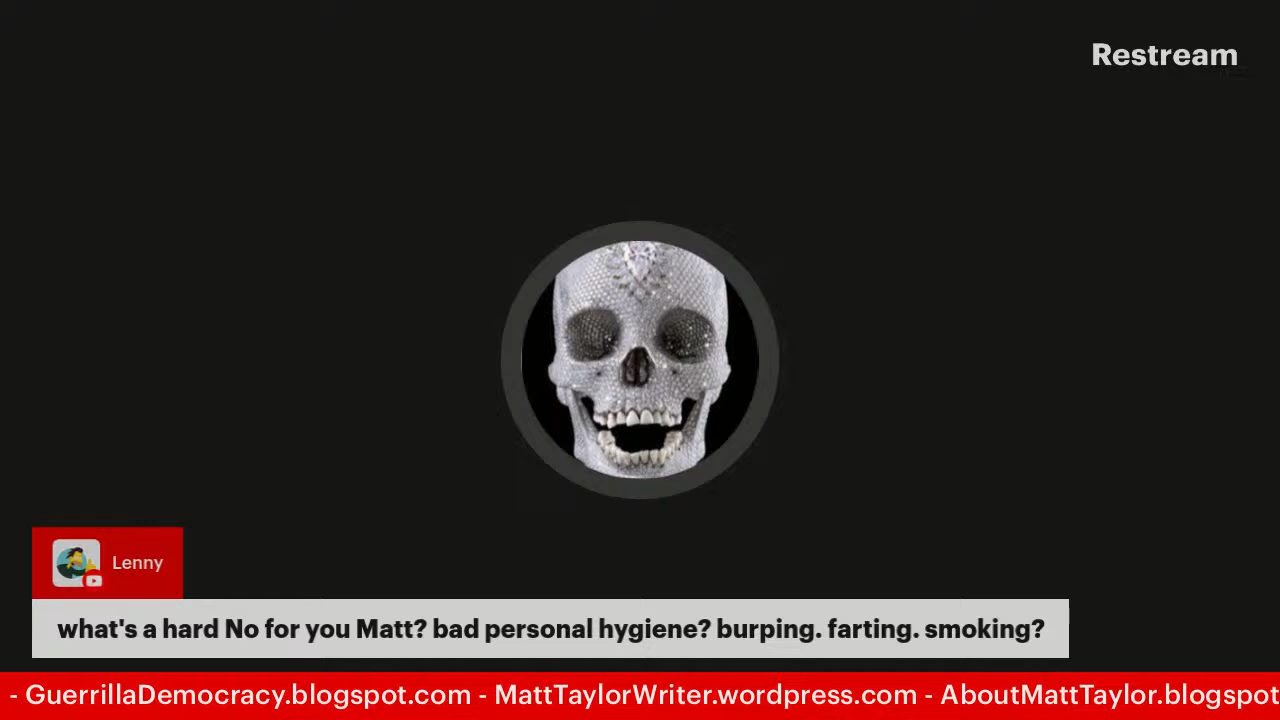 Restream
Lenny
what's a hard No for you Matt? bad personal hygiene? burping. farting. smoking?
- GuerrillaDemocracy.blogspot.com - MattTaylorWriter.wordpress.com - AboutMattTaylor.blogspot